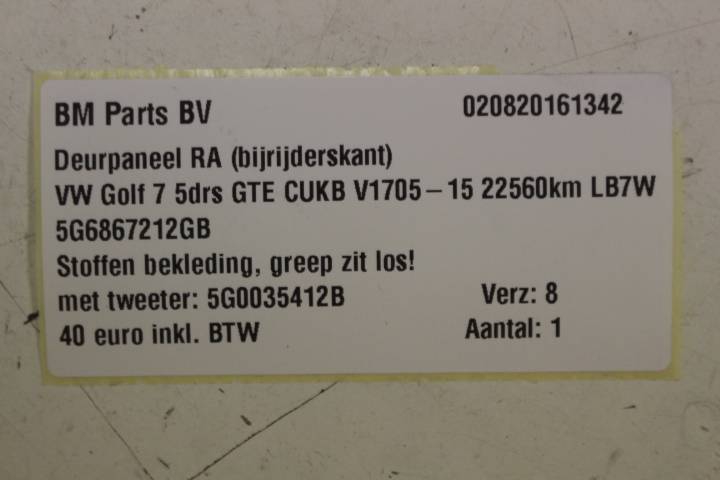 BM Parts BV 020820161342
Deurpaneel RA (bijrijderskant)
VW Golf 7 5drs GTE CUKB V1705-15 22560km LB7W
5G6867212GB
Stoffen bekleding, greep zit los!
met tweeter: 5G0035412B Verz: 8
40 euro inkl. BTW Aantal: 1